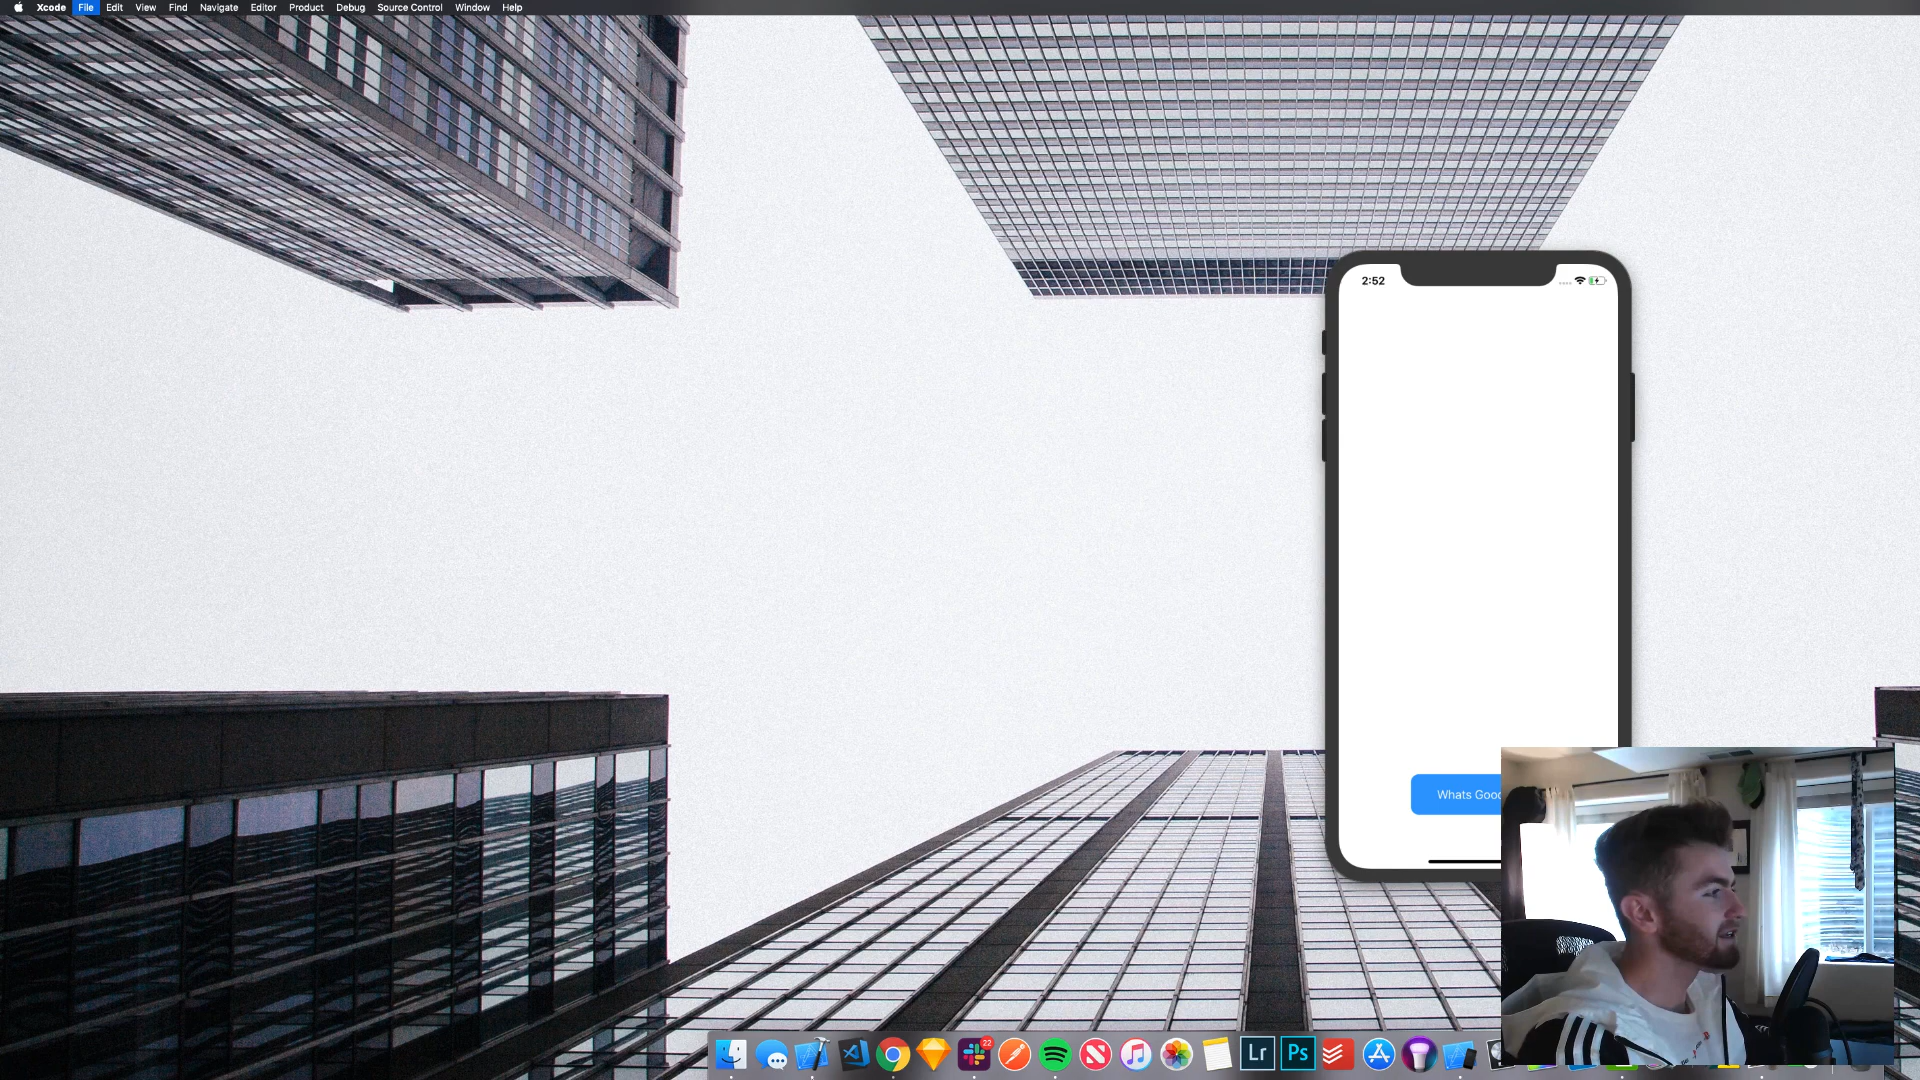 Xcode File Edit View Find Navigate Editor Product Debug Source Control Window Help
2:52
Whats Good
22
Lr Ps